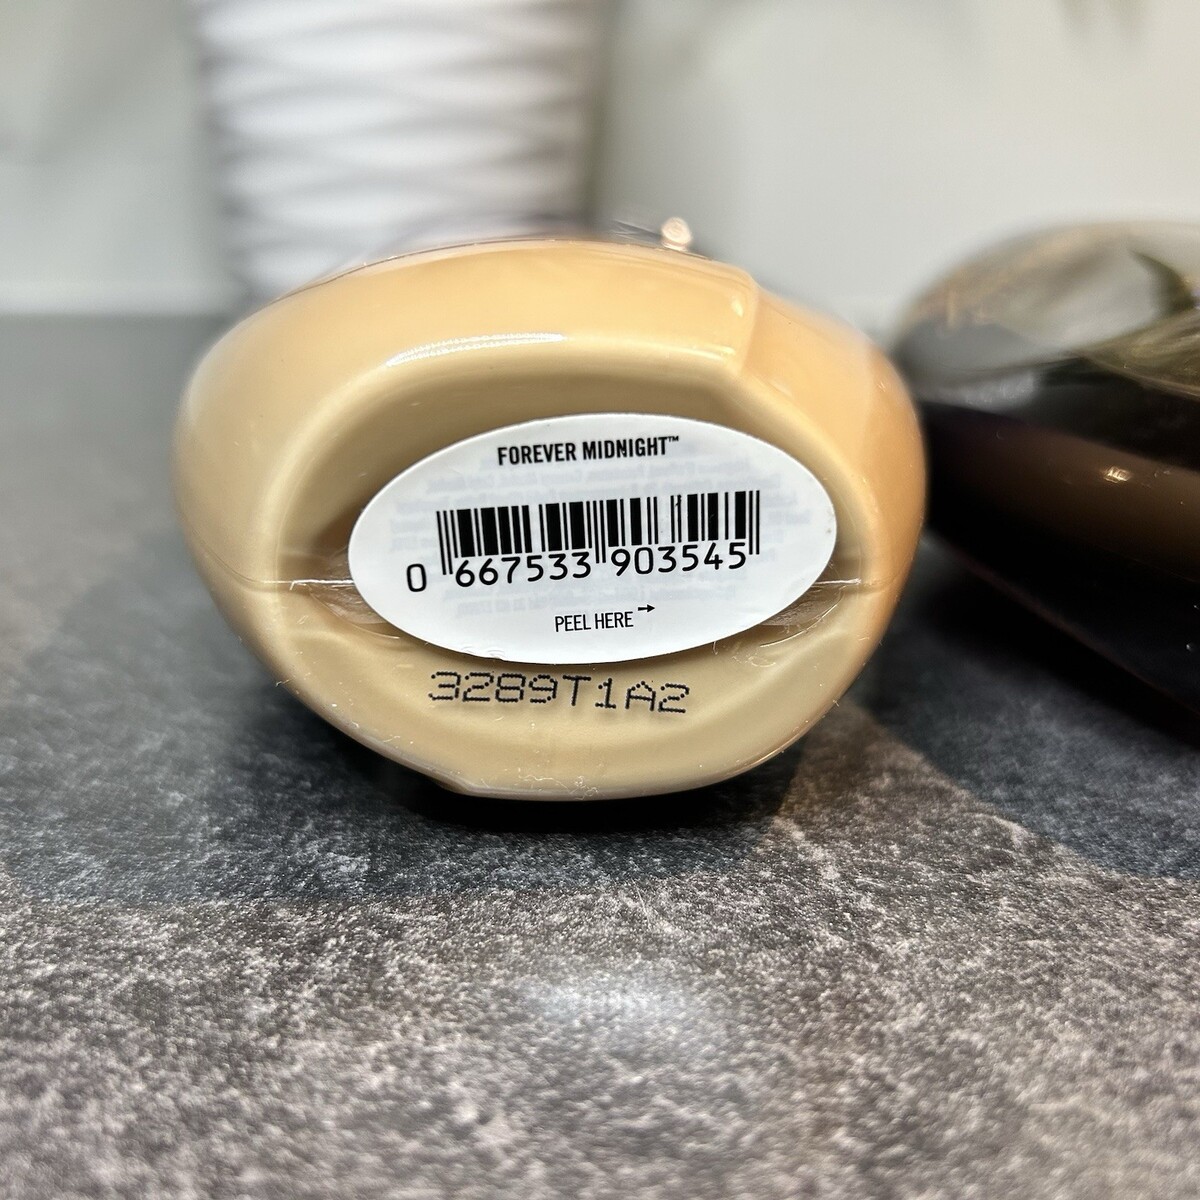 FOREVER MIDNIGHT™
0 667533 903545
PEEL HERE →
3289T1A2